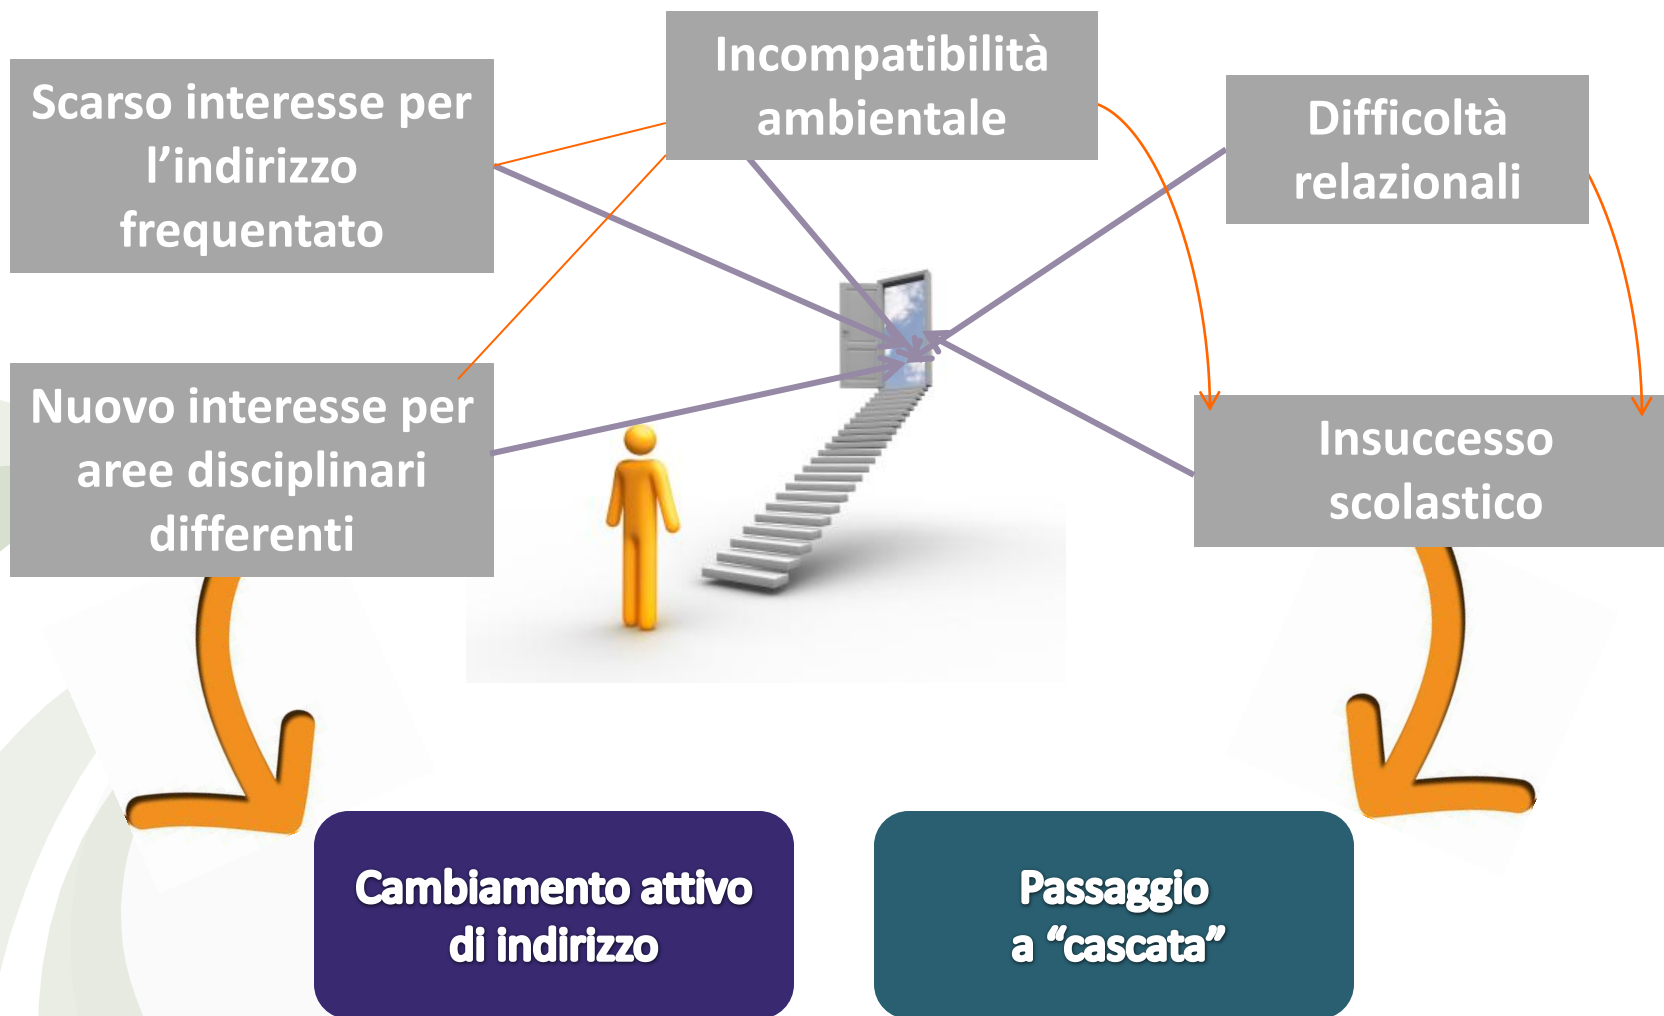 Incompatibilità
ambientale
Scarso interesse per
l’indirizzo
frequentato
Difficoltà
relazionali
Nuovo interesse per
aree disciplinari
differenti
Insuccesso
scolastico
Cambiamento attivo
di indirizzo
Passaggio
a “cascata”